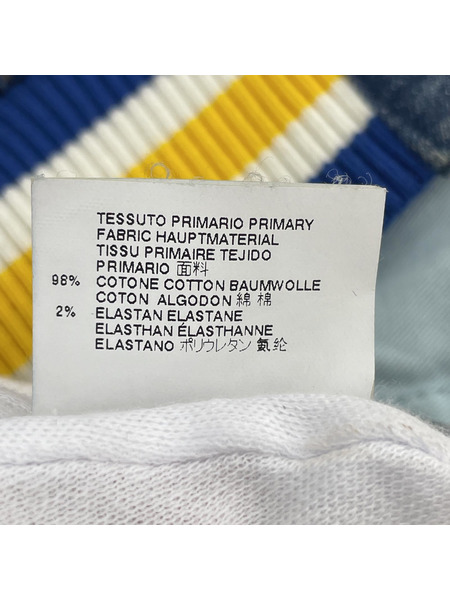 TESSUTO PRIMARIO PRIMARY
FABRIC HAUPTMATERIAL
TISSU PRIMAIRE TEJIDO
PRIMARIO 面料
98% COTONE COTTON BAUMWOLLE
COTON ALGODON 綿 棉
2% ELASTAN ELASTANE
ELASTHAN ÉLASTHANNE
ELASTANO ポリウレタン 氨纶